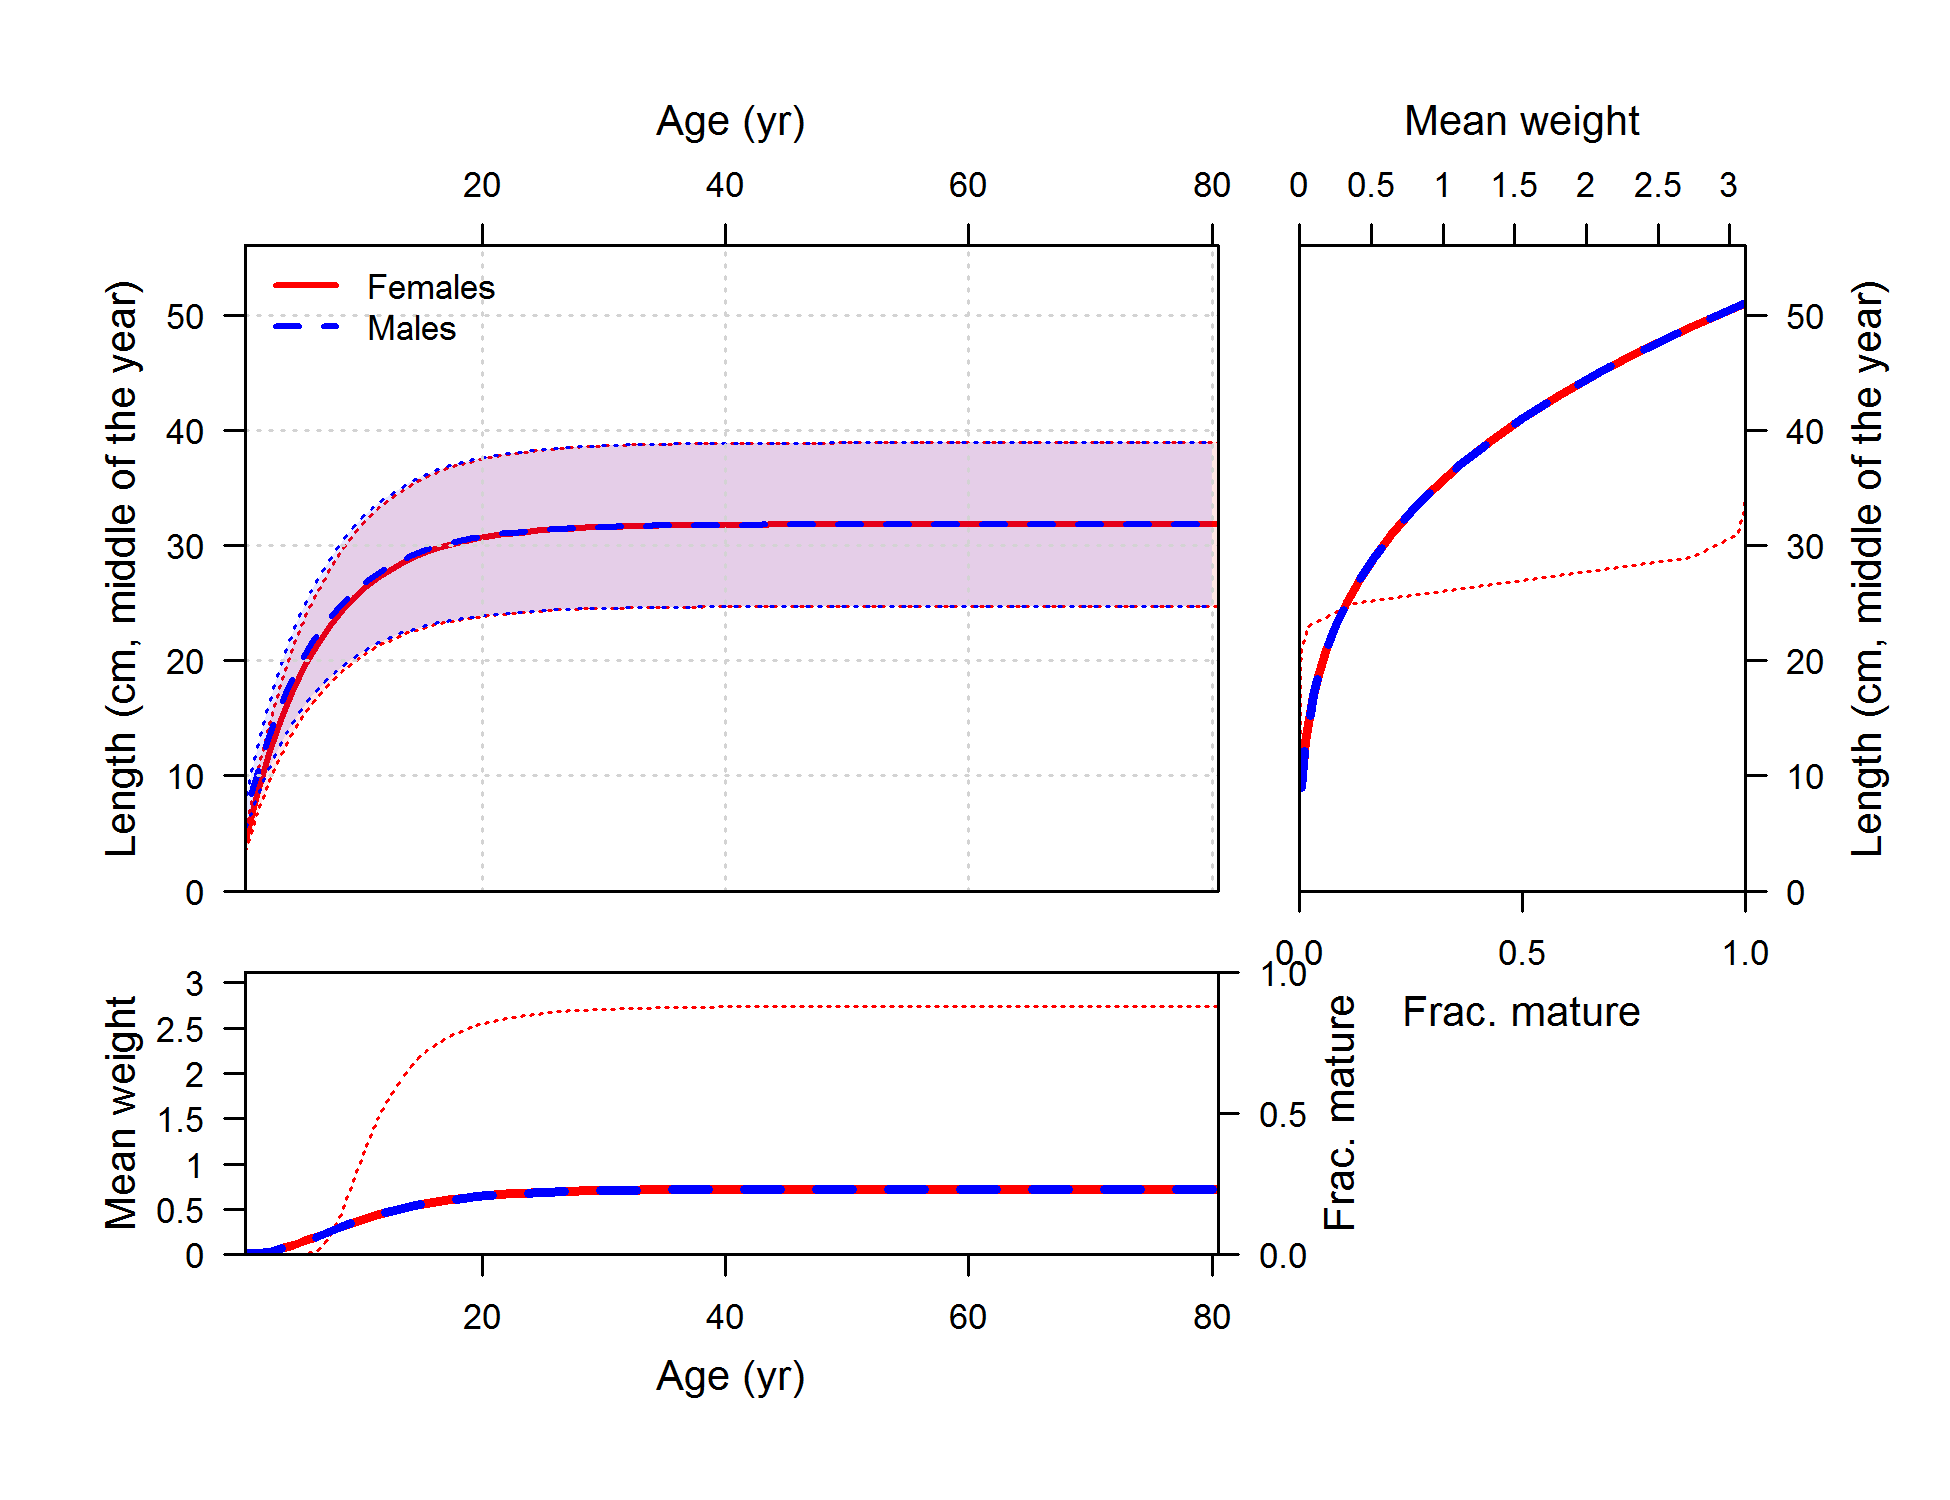 Age (yr)
Mean weight
20 40 60 80
0 0.5 1 1.5 2 2.5 3
Females
Males
Length (cm, middle of the year)
50
40
30
20
10
0
50
40
30
20
10
0
Length (cm, middle of the year)
0.0 0.5 1.0
Frac. mature
Mean weight
3
2.5
2
1.5
1
0.5
0
1.0
0.5
0.0
Frac. mature
20 40 60 80
Age (yr)